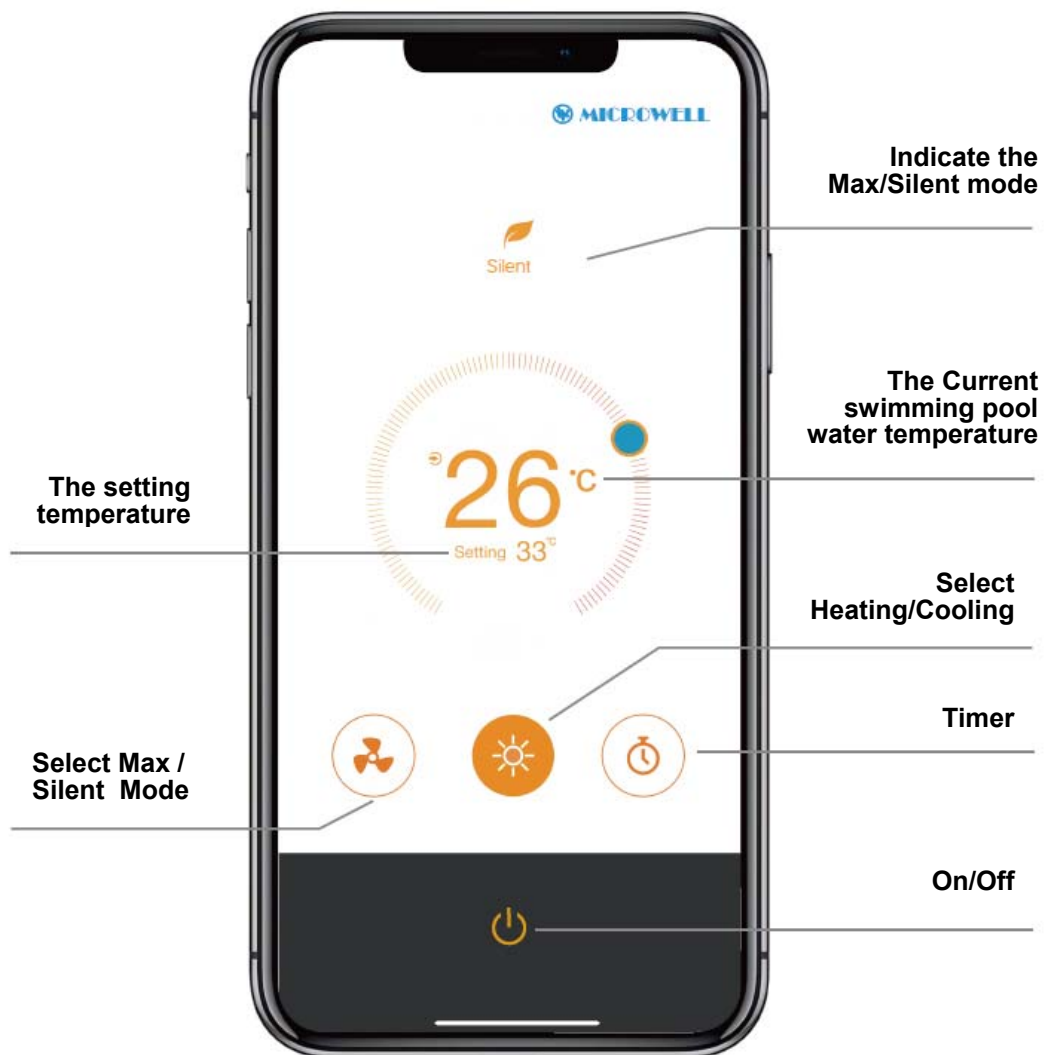 MICROWELL
Indicate the
Max/Silent mode
Silent
The Current
swimming pool
water temperature
26°C
The setting
temperature
Setting 33°C
Select
Heating/Cooling
Timer
Select Max /
Silent Mode
On/Off